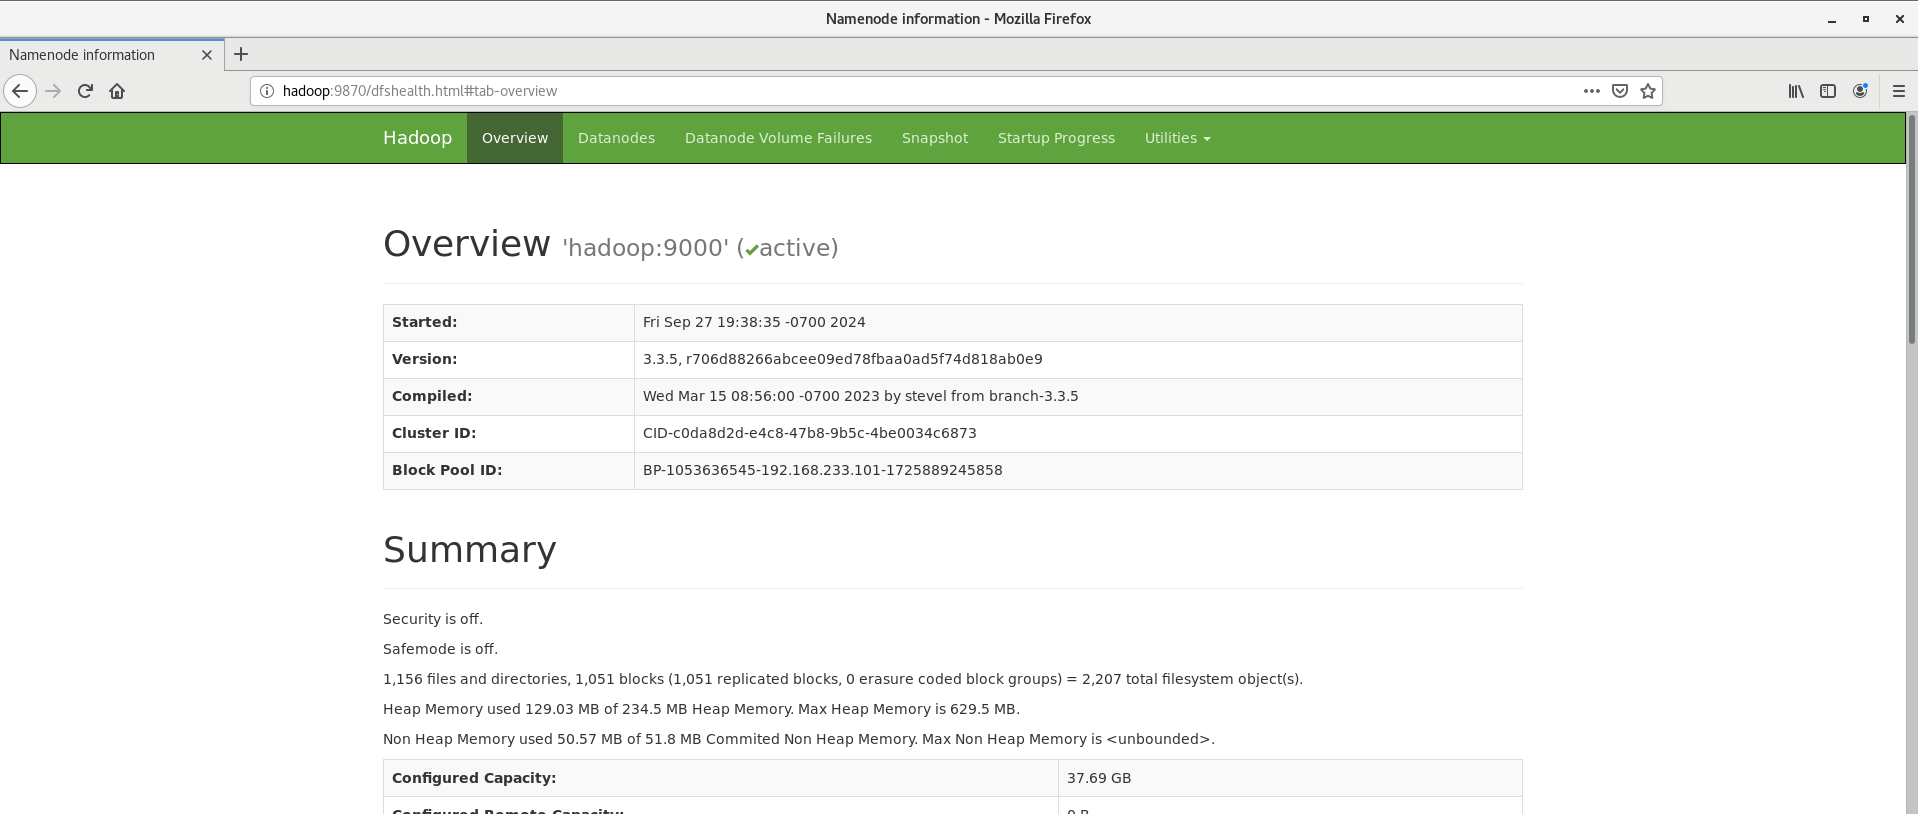 Namenode information - Mozilla Firefox
Namenode information
hadoop:9870/dfshealth.html#tab-overview
Hadoop Overview Datanodes Datanode Volume Failures Snapshot Startup Progress Utilities
Overview 'hadoop:9000' (✔active)
Started: Fri Sep 27 19:38:35 -0700 2024
Version: 3.3.5, r706d88266abcee09ed78fbaa0ad5f74d818ab0e9
Compiled: Wed Mar 15 08:56:00 -0700 2023 by stevel from branch-3.3.5
Cluster ID: CID-c0da8d2d-e4c8-47b8-9b5c-4be0034c6873
Block Pool ID: BP-1053636545-192.168.233.101-1725889245858
Summary
Security is off.
Safemode is off.
1,156 files and directories, 1,051 blocks (1,051 replicated blocks, 0 erasure coded block groups) = 2,207 total filesystem object(s).
Heap Memory used 129.03 MB of 234.5 MB Heap Memory. Max Heap Memory is 629.5 MB.
Non Heap Memory used 50.57 MB of 51.8 MB Commited Non Heap Memory. Max Non Heap Memory is <unbounded>.
Configured Capacity: 37.69 GB
Configured Remote Capacity: 0 B